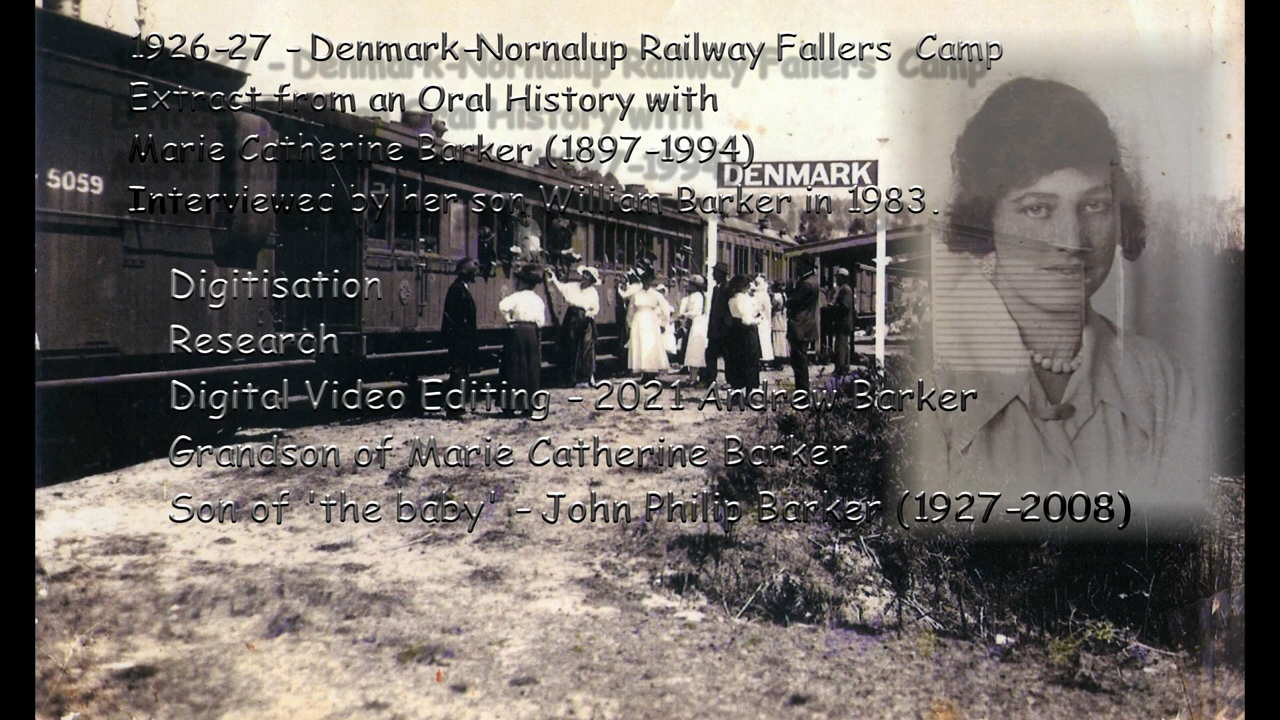 1926-27 - Denmark-Nornalup Railway Fallers Camp
Extract from an Oral History with
Marie Catherine Barker (1897-1994)
DENMARK
5059
Interviewed by her son William Barker in 1983.
Digitisation
Research
Digital Video Editing - 2021 Andrew Barker
Grandson of Marie Catherine Barker
Son of 'the baby' - John Philip Barker (1927-2008)